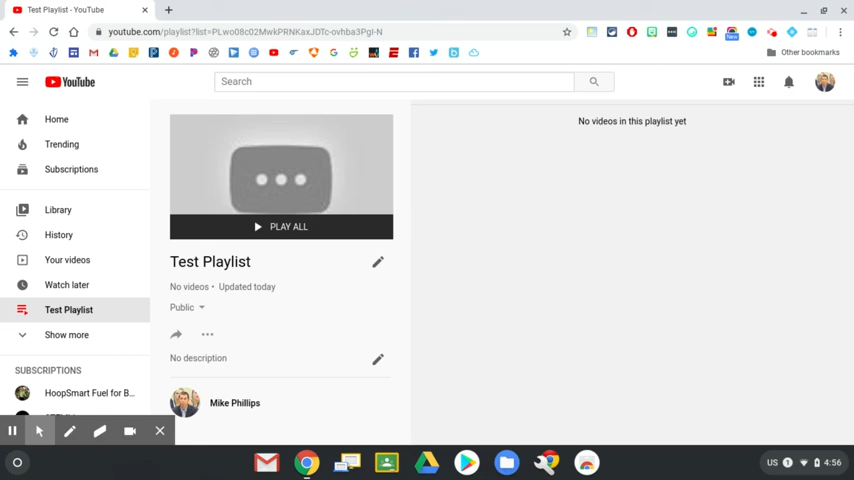 Test Playlist - YouTube
youtube.com/playlist?list=PLwo08c02MwkPRNKaxJDTc-ovhba3PgI-N
Other bookmarks
New
YouTube
Search
Home
Trending
Subscriptions
Library
History
Your videos
Watch later
Test Playlist
Show more
SUBSCRIPTIONS
HoopSmart Fuel for B...
PLAY ALL
Test Playlist
No videos • Updated today
Public
No description
Mike Phillips
No videos in this playlist yet
US 1 4:56